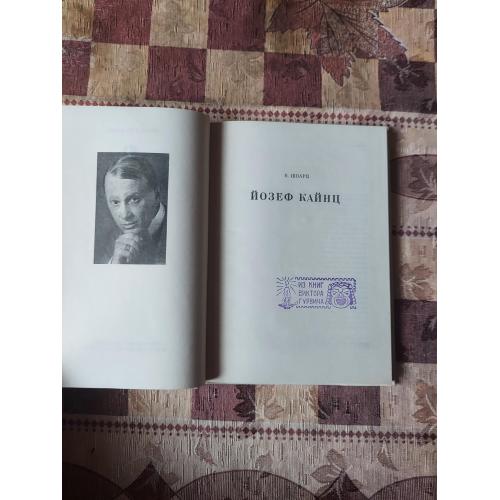 В. ШВАРЦ
ЙОЗЕФ КАЙНЦ
ИЗ КНИГ
ВИКТОРА
ГУРВИЧА